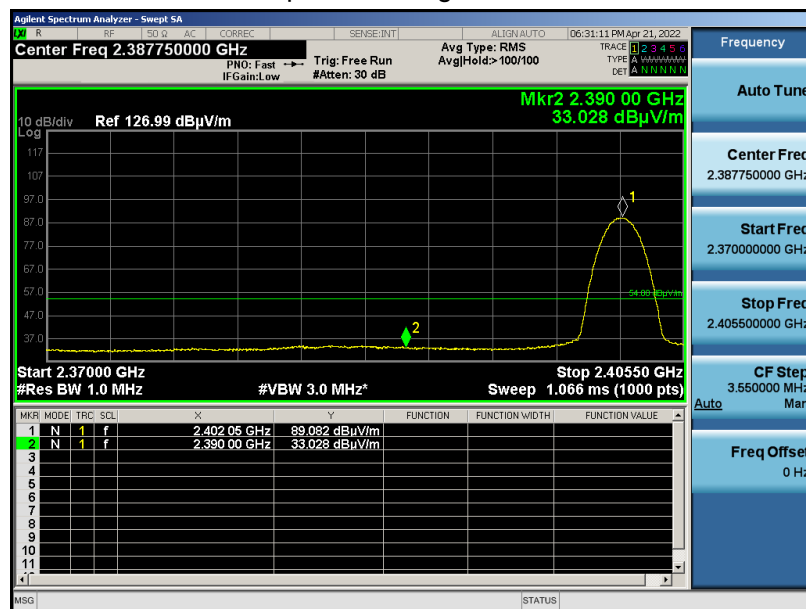 Agilent Spectrum Analyzer - Swept SA
LXI R RF 50 Ω AC CORREC SENSE:INT ALIGN AUTO 06:31:11 PM Apr 21, 2022
Center Freq 2.387750000 GHz
PNO: Fast
IFGain:Low
Trig: Free Run
#Atten: 30 dB
Avg Type: RMS
Avg|Hold:>100/100
TRACE 1 2 3 4 5 6
TYPE A WWWWW
DET A N N N N N
Mkr2 2.390 00 GHz
33.028 dBµV/m
10 dB/div
Log
Ref 126.99 dBµV/m
117
107
97.0
87.0
77.0
67.0
57.0
47.0
37.0
1
54.00 dBµV/m
2
Start 2.37000 GHz Stop 2.40550 GHz
#Res BW 1.0 MHz #VBW 3.0 MHz* Sweep 1.066 ms (1000 pts)
MKR MODE TRC SCL X Y FUNCTION FUNCTION WIDTH FUNCTION VALUE
1 N 1 f 2.402 05 GHz 89.082 dBµV/m
2 N 1 f 2.390 00 GHz 33.028 dBµV/m
3
4
5
6
7
8
9
10
11
MSG STATUS
Frequency
Auto Tune
Center Freq
2.387750000 GHz
Start Freq
2.370000000 GHz
Stop Freq
2.405500000 GHz
CF Step
3.550000 MHz
Auto Man
Freq Offset
0 Hz